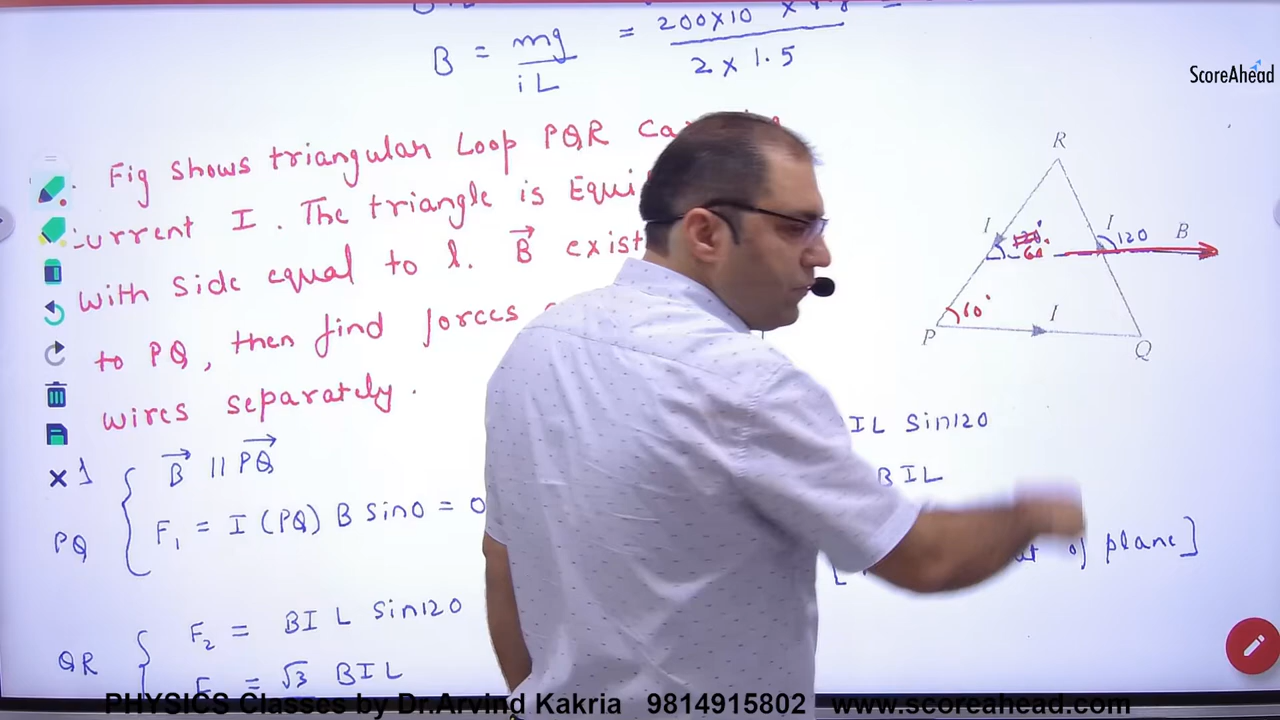 B = mg / iL = 200×10 × / 2 × 1.5
ScoreAhead
Fig shows triangular Loop PQR
current I. The triangle is
with side equal to l. B⃗ exist
to PQ, then find forces
wires separately.
R
I 60° I 120 B
P 60° I Q
B⃗ || PQ⃗
PQ F₁ = I (PQ) B sin0 = 0
IL Sin120
BIL
of plane]
QR F₂ = BI L Sin120
= √3 BIL
PHYSICS Classes by Dr.Arvind Kakria 9814915802 www.scoreahead.com